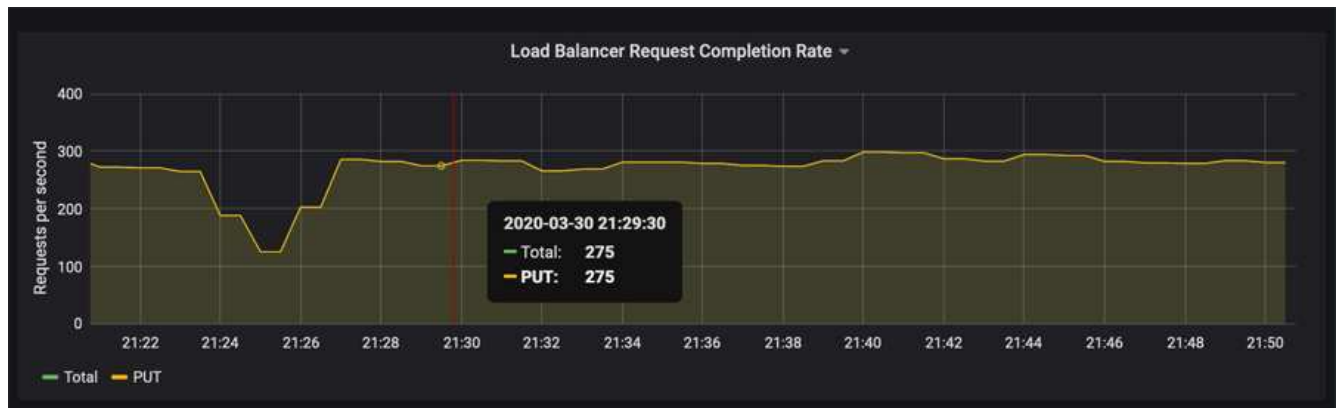 Load Balancer Request Completion Rate
Requests per second
400
300
200
100
0
2020-03-30 21:29:30
Total: 275
PUT: 275
21:22 21:24 21:26 21:28 21:30 21:32 21:34 21:36 21:38 21:40 21:42 21:44 21:46 21:48 21:50
Total PUT